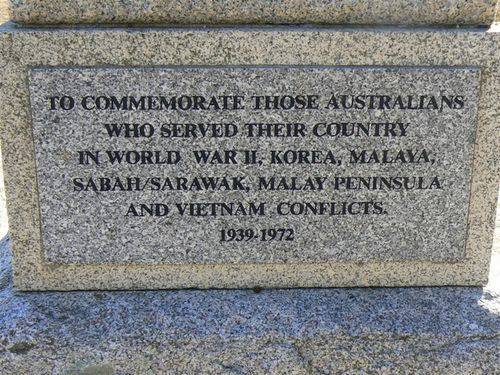 TO COMMEMORATE THOSE AUSTRALIANS
WHO SERVED THEIR COUNTRY
IN WORLD WAR II, KOREA, MALAYA,
SABAH/SARAWAK, MALAY PENINSULA
AND VIETNAM CONFLICTS.
1939-1972